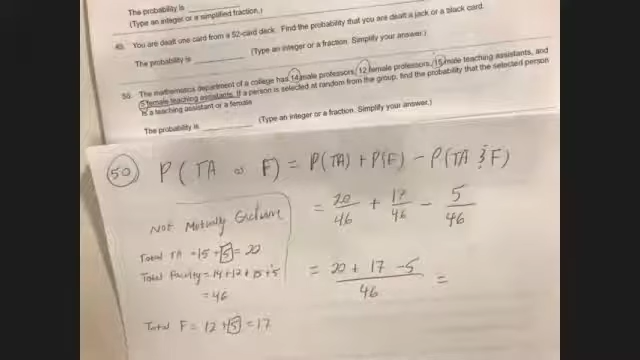 The probability is
(Type an integer or a simplified fraction.)
49. You are dealt one card from a 52-card deck. Find the probability that you are dealt a jack or a black card.
The probability is (Type an integer or a fraction. Simplify your answer.)
50. The mathematics department of a college has 14 male professors, 12 female professors, 15 male teaching assistants, and
5 female teaching assistants. If a person is selected at random from the group, find the probability that the selected person
is a teaching assistant or a female
The probability is (Type an integer or a fraction. Simplify your answer.)
50 P(TA or F) = P(TA) + P(F) - P(TA & F)
Not Mutually Exclusive
= 20/46 + 17/46 - 5/46
Total TA = 15 + 5 = 20
Total Faculty = 14 + 12 + 15 + 5
= 46
= 20 + 17 - 5 / 46 =
Total F = 12 + 5 = 17